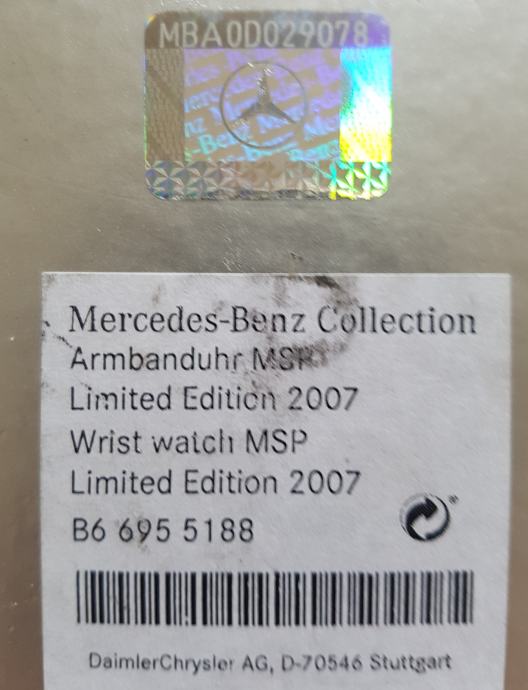 MBA0D029078
Mercedes-Benz Collection
Armbanduhr MSP
Limited Edition 2007
Wrist watch MSP
Limited Edition 2007
B6 695 5188
DaimlerChrysler AG, D-70546 Stuttgart